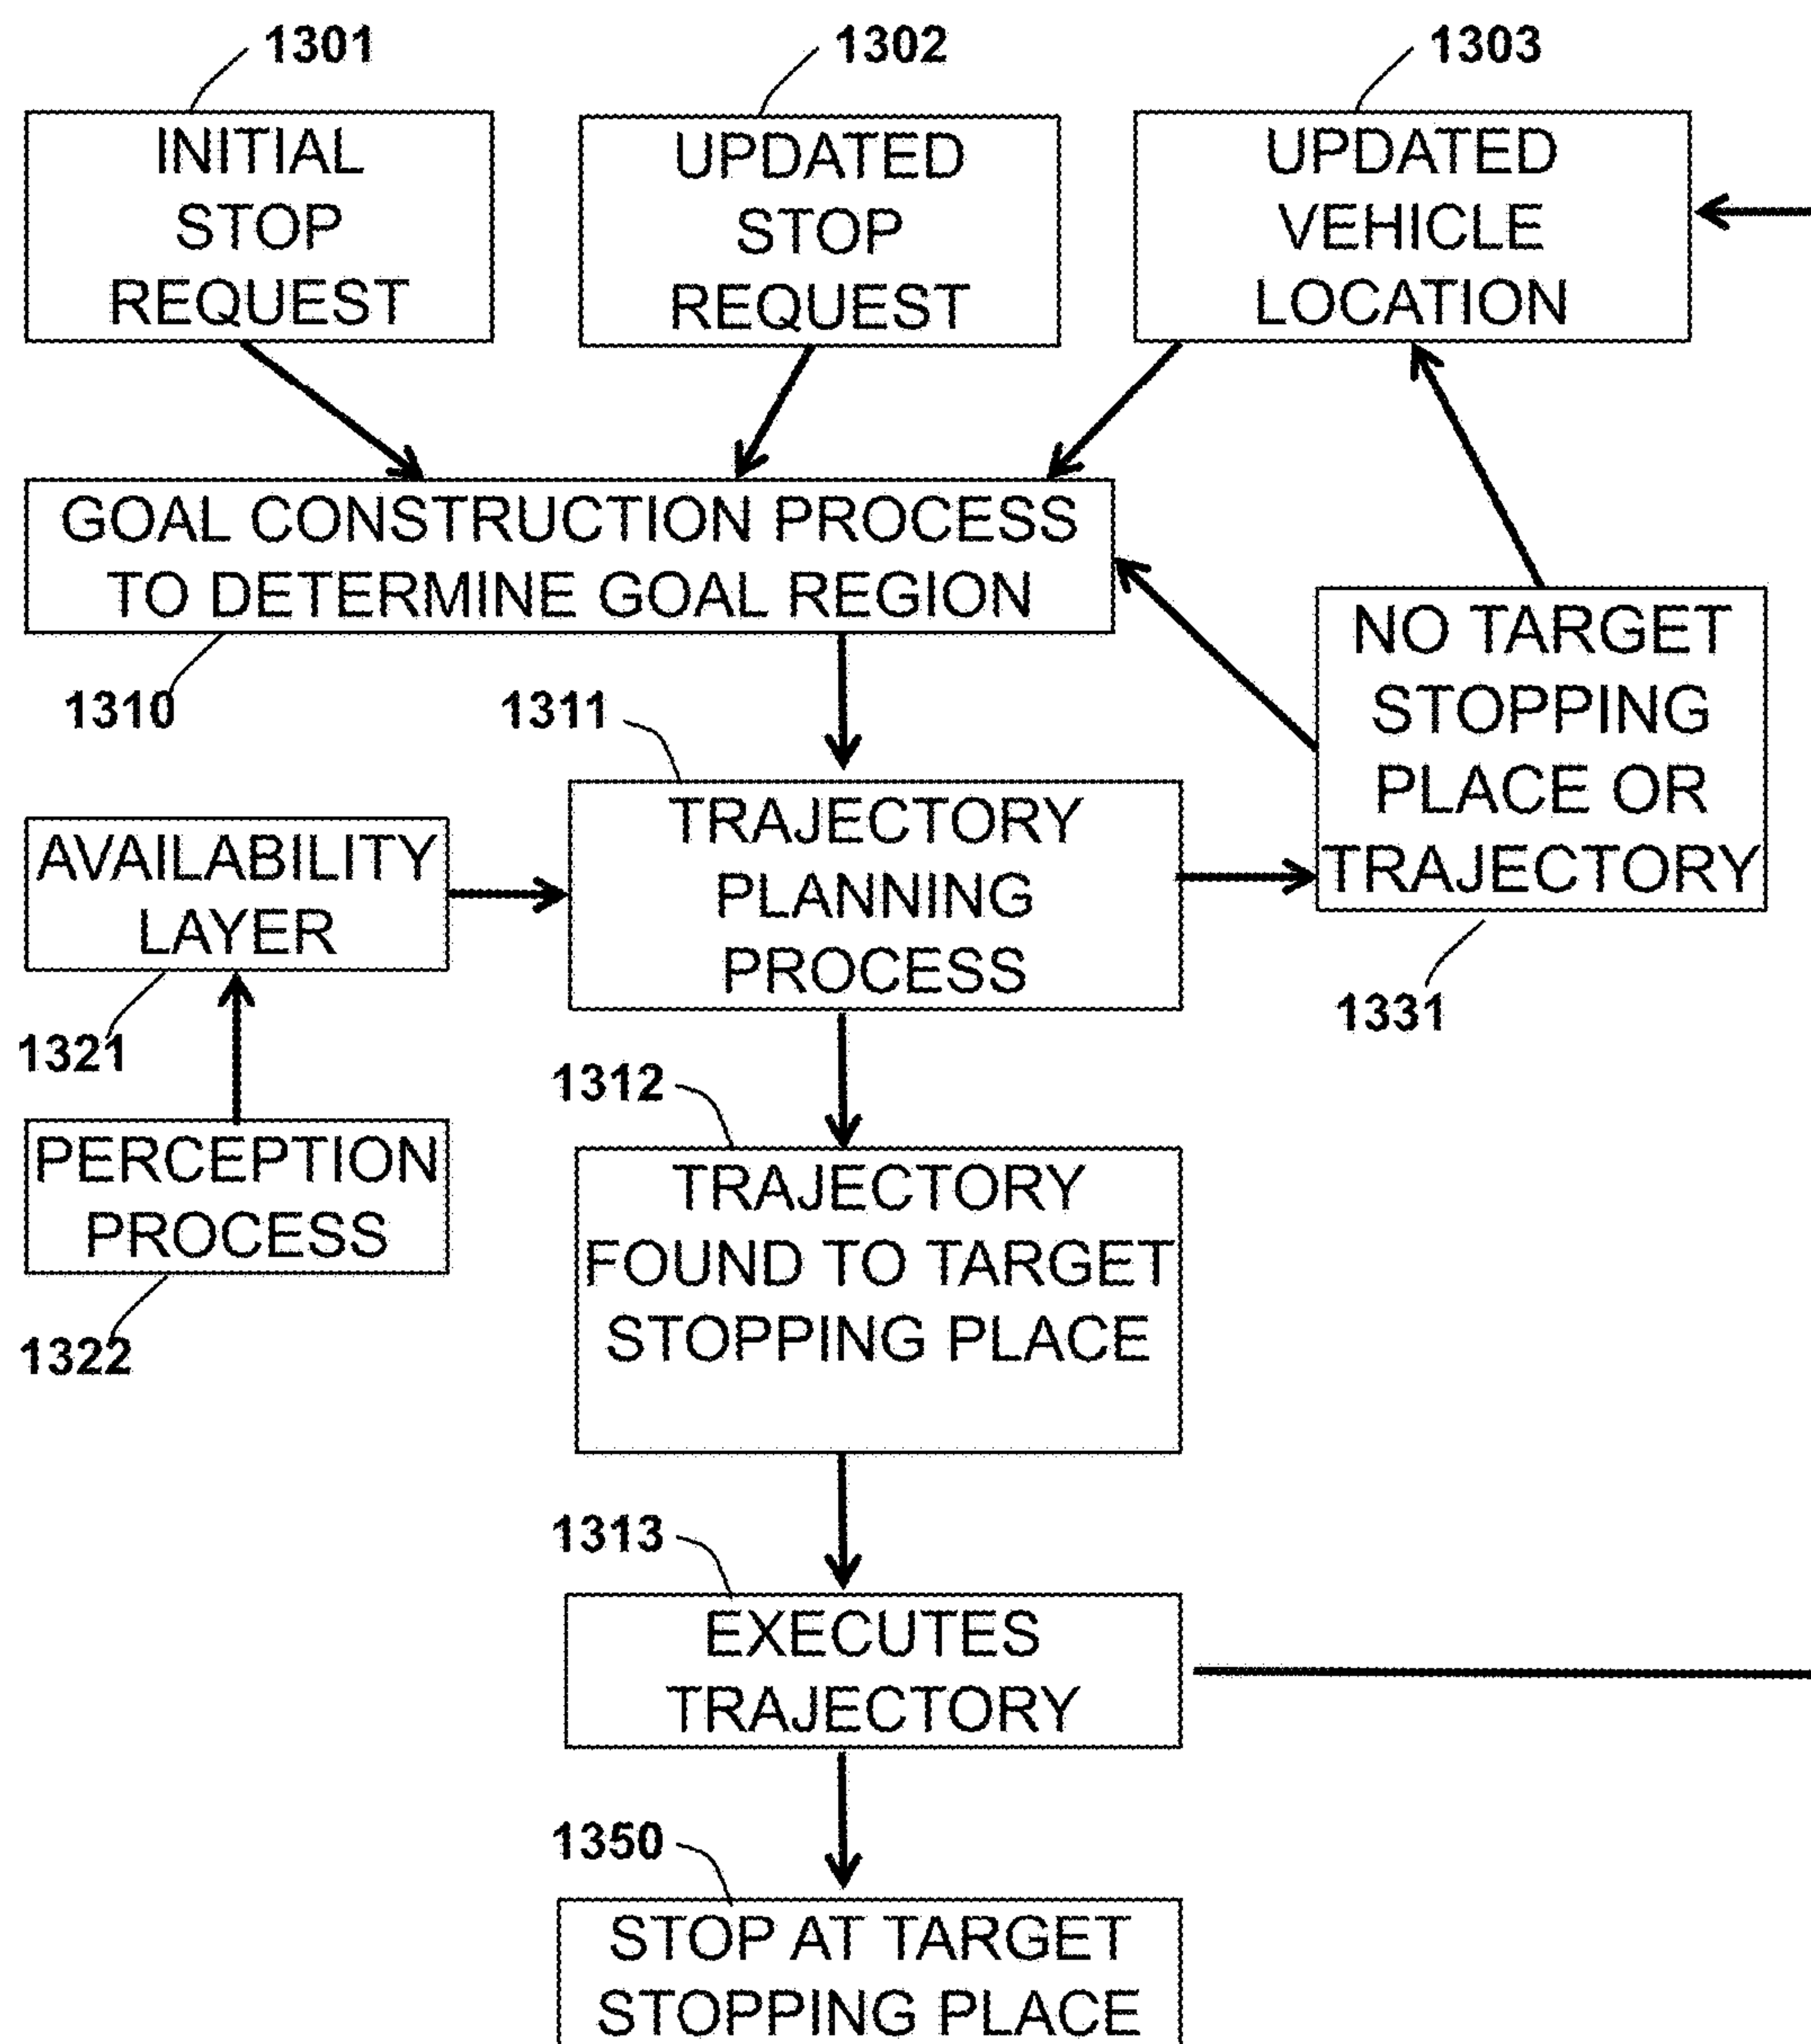 1301
INITIAL
STOP
REQUEST
1302
UPDATED
STOP
REQUEST
1303
UPDATED
VEHICLE
LOCATION
GOAL CONSTRUCTION PROCESS
TO DETERMINE GOAL REGION
1310
1311
TRAJECTORY
PLANNING
PROCESS
NO TARGET
STOPPING
PLACE OR
TRAJECTORY
1331
AVAILABILITY
LAYER
1321
PERCEPTION
PROCESS
1322
1312
TRAJECTORY
FOUND TO TARGET
STOPPING PLACE
1313
EXECUTES
TRAJECTORY
1350
STOP AT TARGET
STOPPING PLACE